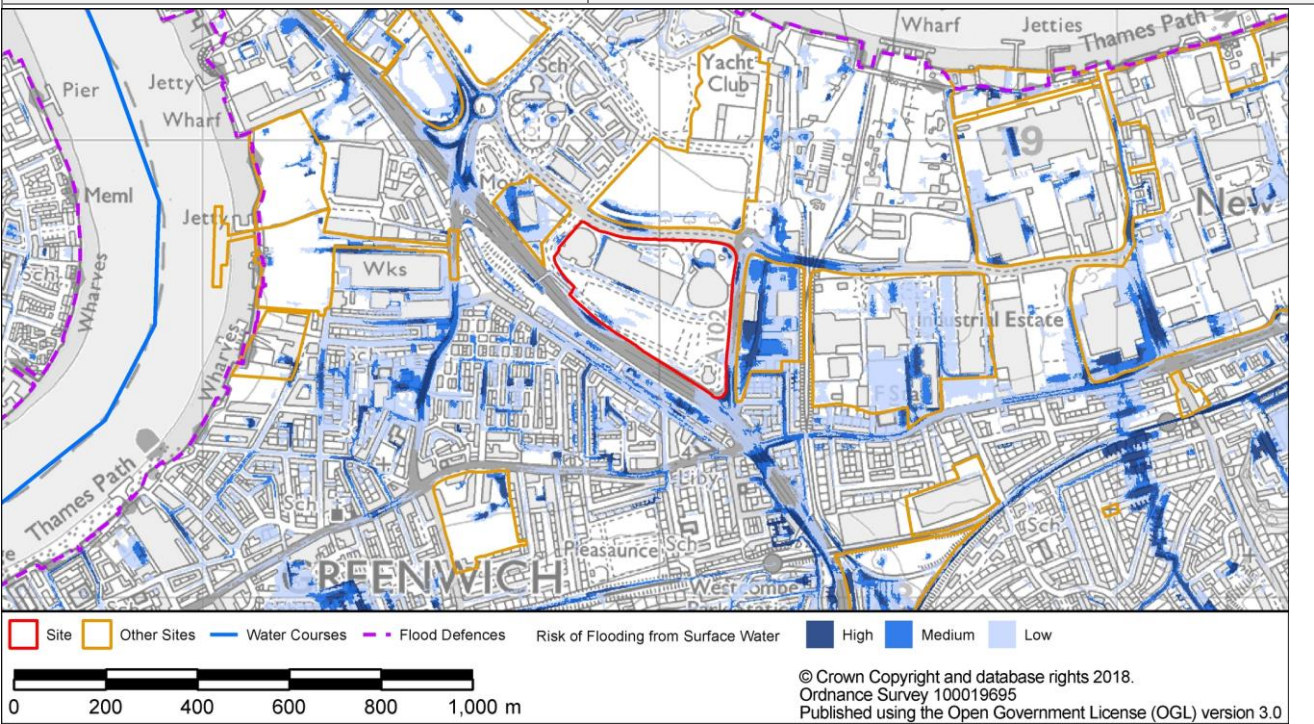 Wharf
Jetties
Thames Path
Yacht
Club
Sch
Pier
Jetty
Wharf
19
Meml
Jetty
New
Sch
Wharves
Wks
A102
Industrial Estate
Wharves
Thames Path
Sch
Liby
Sch
Pleasaunce
Sch
REENWICH
Westcombe
Site
Other Sites
Water Courses
Flood Defences
Risk of Flooding from Surface Water
High
Medium
Low
0 200 400 600 800 1,000 m
© Crown Copyright and database rights 2018.
Ordnance Survey 100019695
Published using the Open Government License (OGL) version 3.0